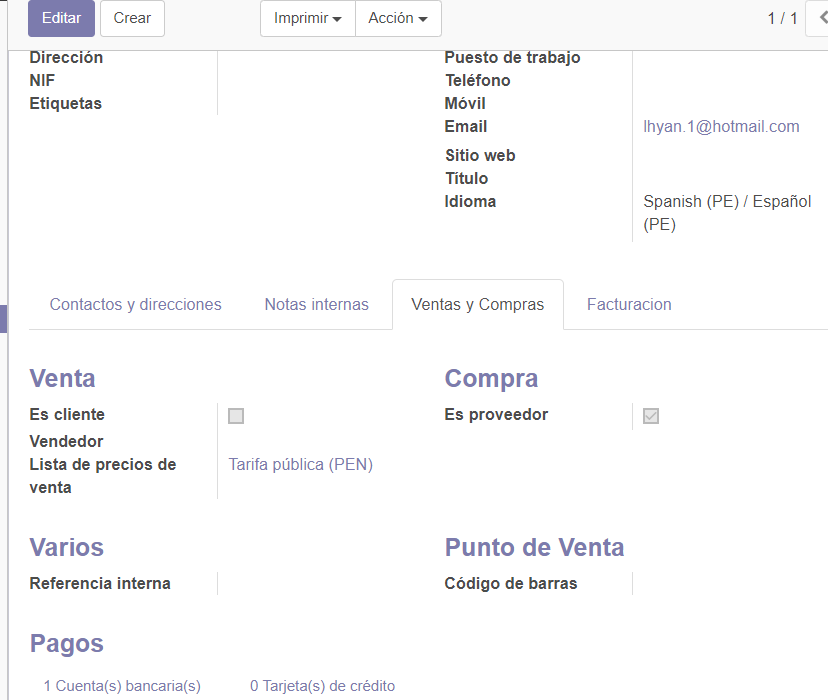 Editar Crear Imprimir Acción 1 / 1
Dirección
NIF
Etiquetas
Puesto de trabajo
Teléfono
Móvil
Email lhyan.1@hotmail.com
Sitio web
Título
Idioma Spanish (PE) / Español
(PE)
Contactos y direcciones Notas internas Ventas y Compras Facturacion
Venta
Es cliente
Vendedor
Lista de precios de Tarifa pública (PEN)
venta
Compra
Es proveedor
Varios
Referencia interna
Punto de Venta
Código de barras
Pagos
1 Cuenta(s) bancaria(s) 0 Tarjeta(s) de crédito